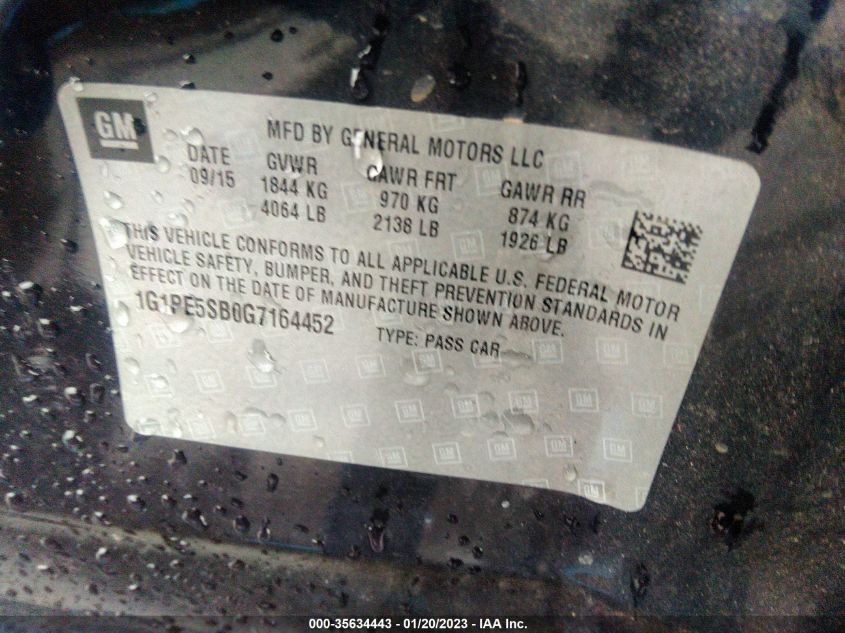 GM
MFD BY GENERAL MOTORS LLC
DATE GVWR GAWR FRT GAWR RR
09/15 1844 KG 970 KG 874 KG
4064 LB 2138 LB 1926 LB
THIS VEHICLE CONFORMS TO ALL APPLICABLE U.S. FEDERAL MOTOR
VEHICLE SAFETY, BUMPER, AND THEFT PREVENTION STANDARDS IN
EFFECT ON THE DATE OF MANUFACTURE SHOWN ABOVE.
1G1PE5SB0G7164452 TYPE: PASS CAR
000-35634443 - 01/20/2023 - IAA Inc.